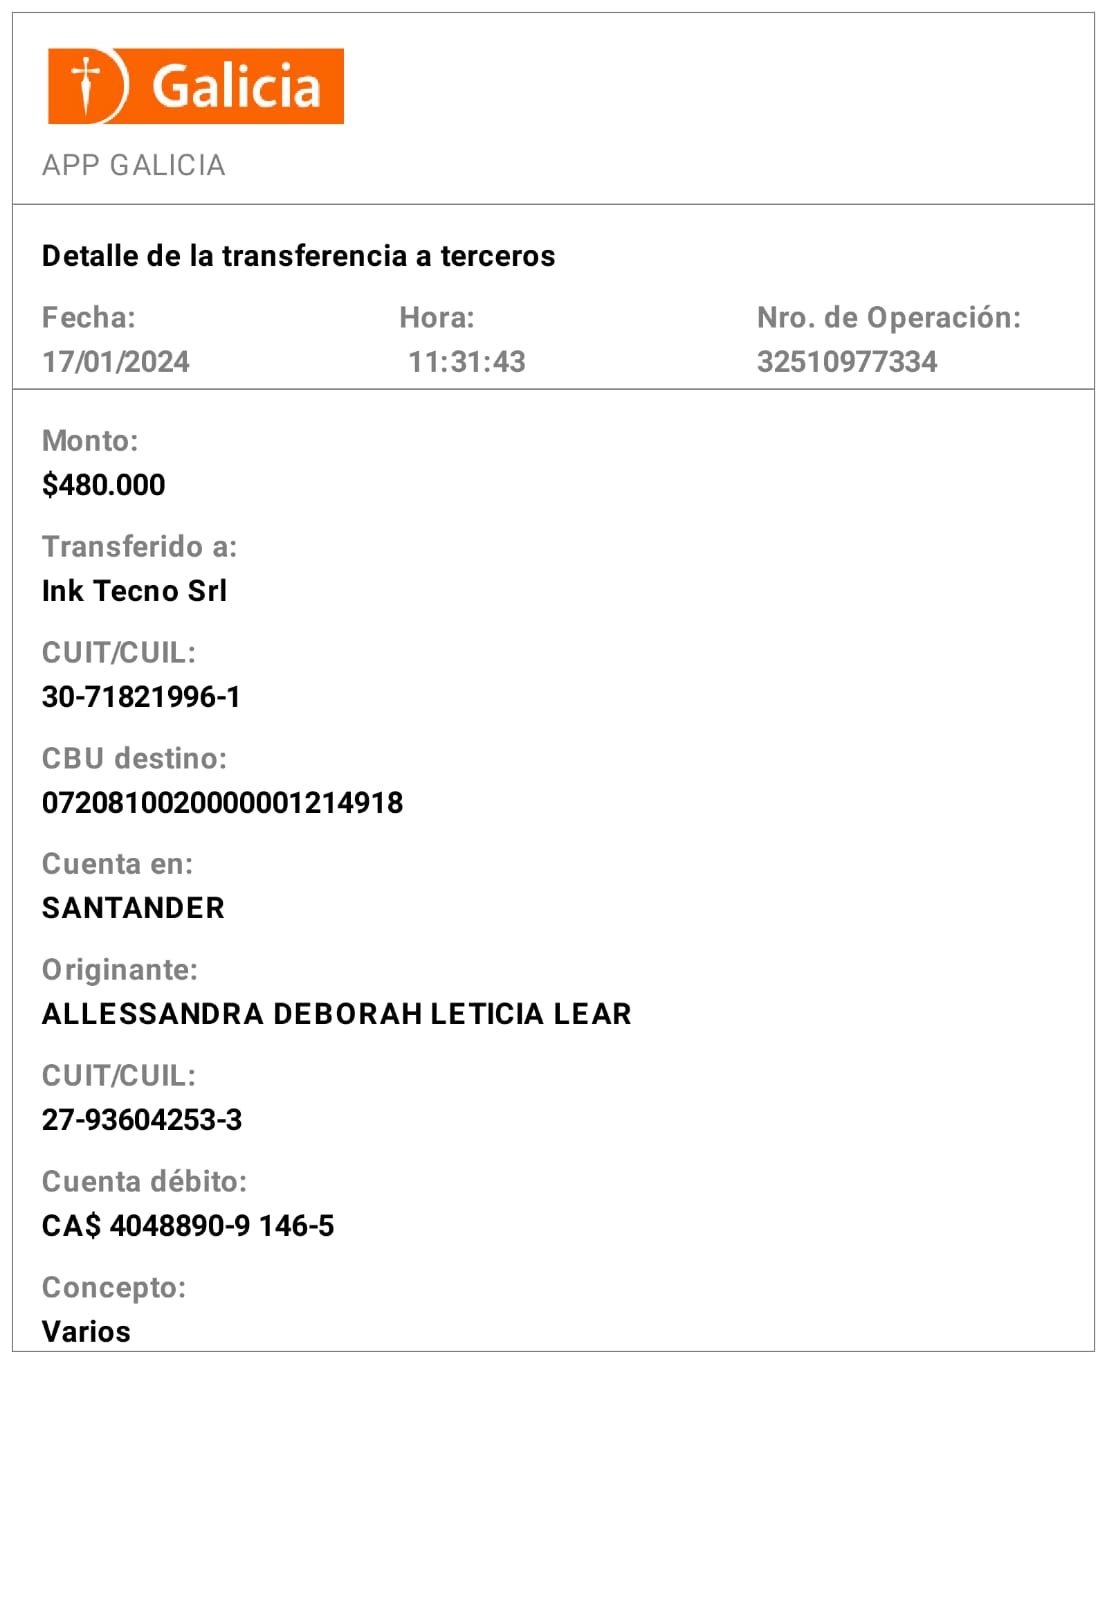 Galicia
APP GALICIA
Detalle de la transferencia a terceros
Fecha: Hora: Nro. de Operación:
17/01/2024 11:31:43 32510977334
Monto:
$480.000
Transferido a:
Ink Tecno Srl
CUIT/CUIL:
30-71821996-1
CBU destino:
0720810020000001214918
Cuenta en:
SANTANDER
Originante:
ALLESSANDRA DEBORAH LETICIA LEAR
CUIT/CUIL:
27-93604253-3
Cuenta débito:
CA$ 4048890-9 146-5
Concepto:
Varios